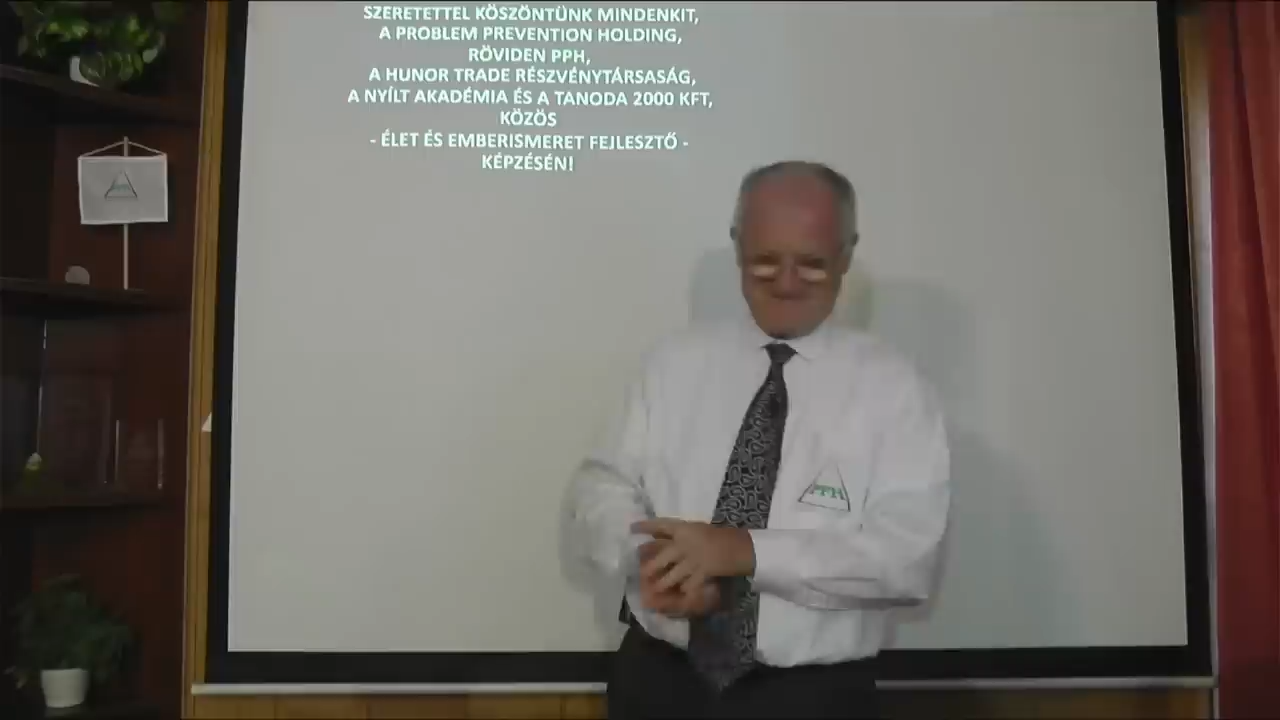 SZERETETTEL KÖSZÖNTÜNK MINDENKIT,
A PROBLEM PREVENTION HOLDING,
RÖVIDEN PPH,
A HUNOR TRADE RÉSZVÉNYTÁRSASÁG,
A NYÍLT AKADÉMIA ÉS A TANODA 2000 KFT,
KÖZÖS
- ÉLET ÉS EMBERISMERET FEJLESZTŐ -
KÉPZÉSÉN!
PPH